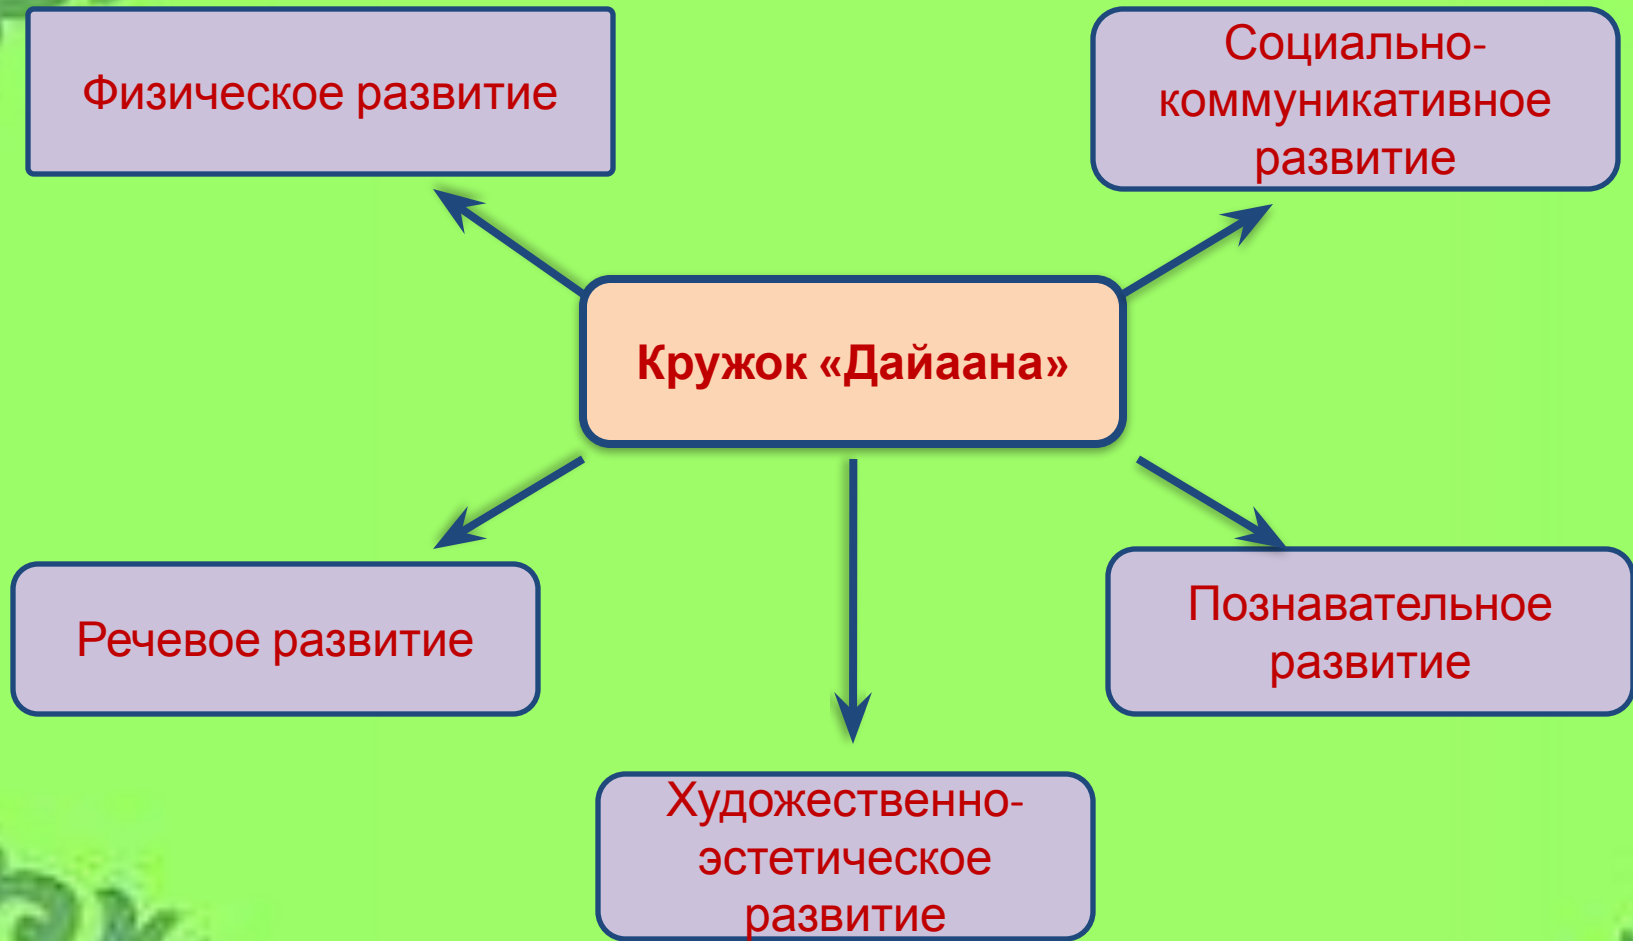 Физическое развитие
Социально-
коммуникативное
развитие
Кружок «Дайаана»
Речевое развитие
Познавательное
развитие
Художественно-
эстетическое
развитие